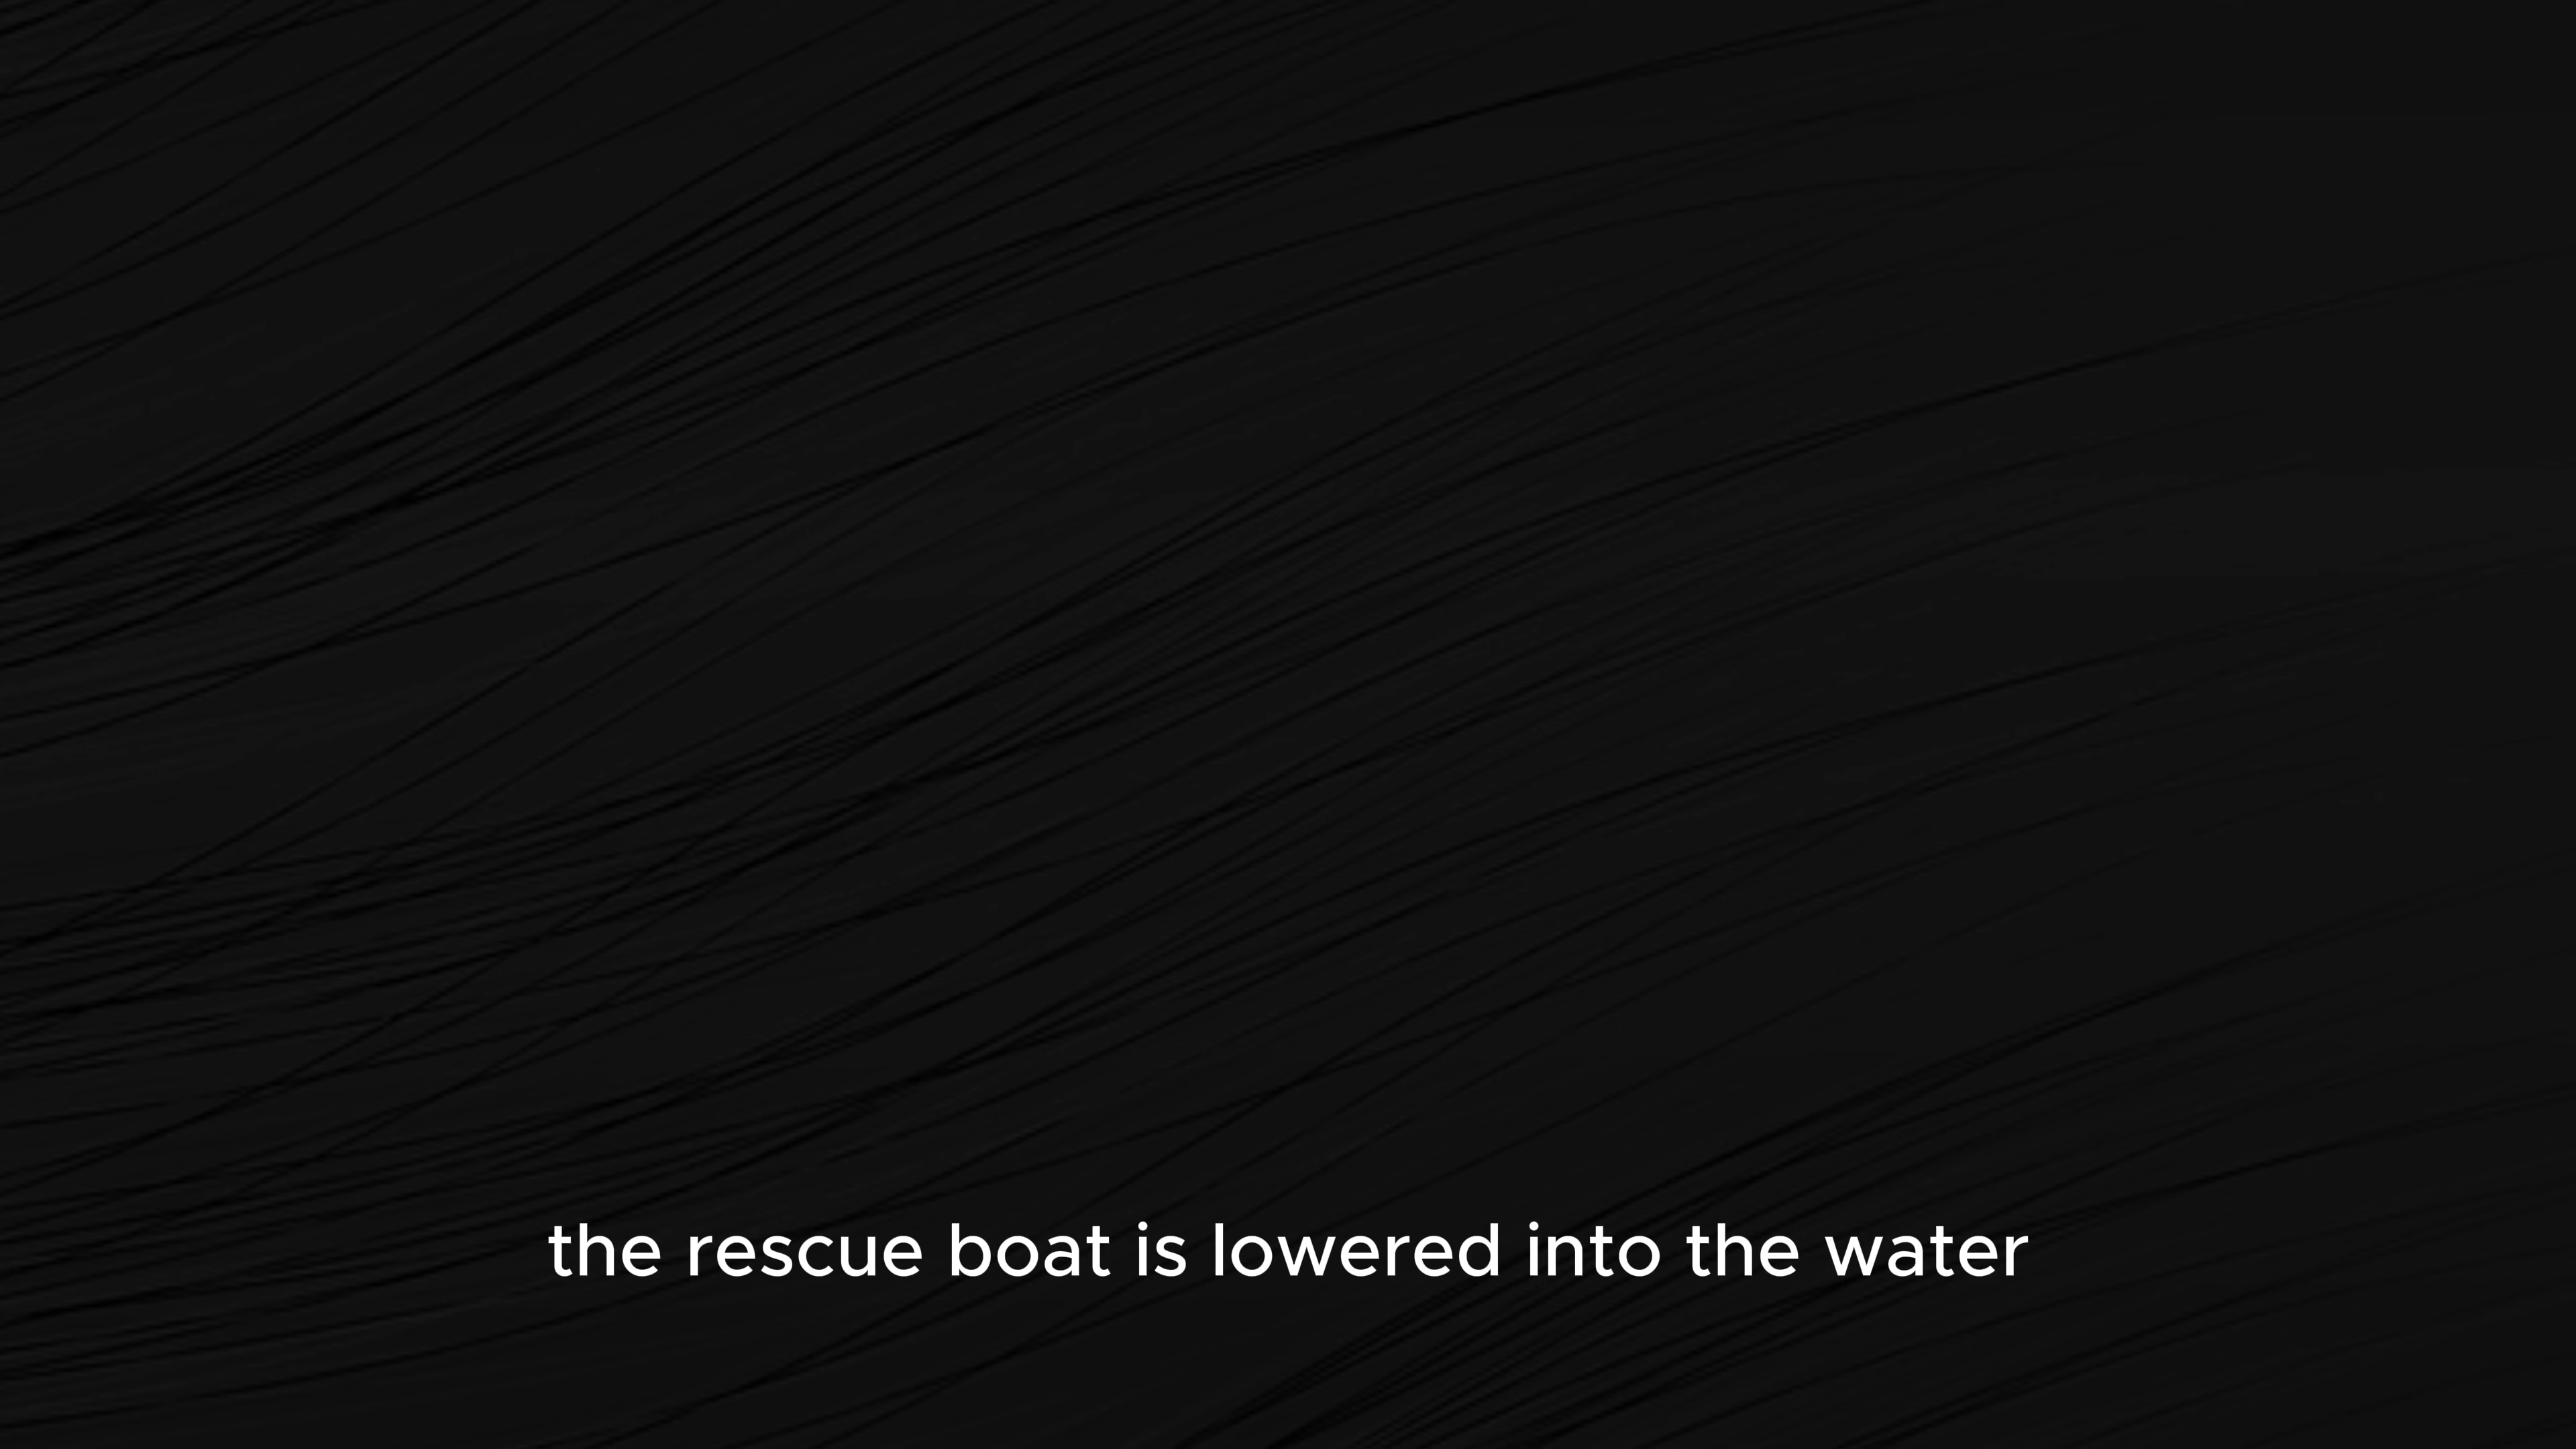 the rescue boat is lowered into the water